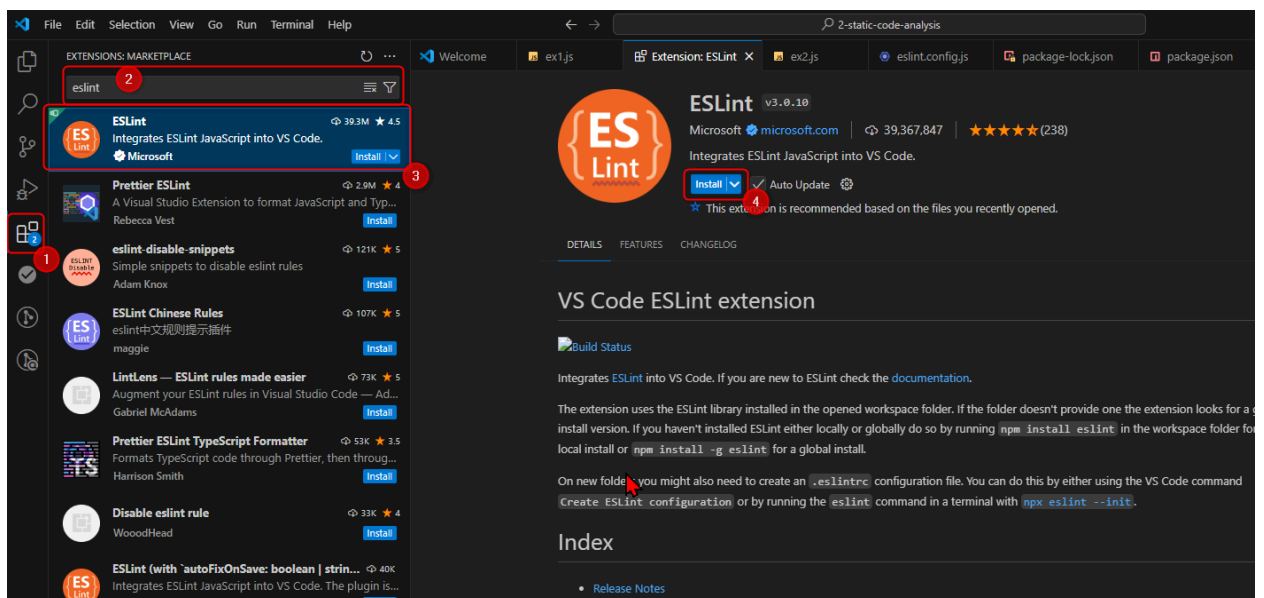 File Edit Selection View Go Run Terminal Help
2-static-code-analysis
EXTENSIONS: MARKETPLACE
eslint
2
ES Lint
ESLint 39.3M ★ 4.5
Integrates ESLint JavaScript into VS Code.
Microsoft Install
3
Prettier ESLint 2.9M ★ 4
A Visual Studio Extension to format JavaScript and Typ...
Rebecca Vest Install
2
1
ESLINT Disable
eslint-disable-snippets 121K ★ 5
Simple snippets to disable eslint rules
Adam Knox Install
ES Lint
ESLint Chinese Rules 107K ★ 5
eslint中文规则提示插件
maggie Install
LintLens — ESLint rules made easier 73K ★ 5
Augment your ESLint rules in Visual Studio Code — Ad...
Gabriel McAdams Install
TS
Prettier ESLint TypeScript Formatter 53K ★ 3.5
Formats TypeScript code through Prettier, then throug...
Harrison Smith Install
Disable eslint rule 33K ★ 4
WooodHead Install
ES Lint
ESLint (with `autoFixOnSave: boolean | strin... 40K
Integrates ESLint JavaScript into VS Code. The plugin is...
Welcome JS ex1.js Extension: ESLint JS ex2.js eslint.config.js package-lock.json package.json
ES
Lint
ESLint v3.0.10
Microsoft microsoft.com 39,367,847 ★★★★★(238)
Integrates ESLint JavaScript into VS Code.
Install Auto Update
4
This extension is recommended based on the files you recently opened.
DETAILS FEATURES CHANGELOG
VS Code ESLint extension
Build Status
Integrates ESLint into VS Code. If you are new to ESLint check the documentation.
The extension uses the ESLint library installed in the opened workspace folder. If the folder doesn't provide one the extension looks for a
install version. If you haven't installed ESLint either locally or globally do so by running npm install eslint in the workspace folder for
local install or npm install -g eslint for a global install.
On new folders you might also need to create an .eslintrc configuration file. You can do this by either using the VS Code command
Create ESLint configuration or by running the eslint command in a terminal with npx eslint --init.
Index
• Release Notes